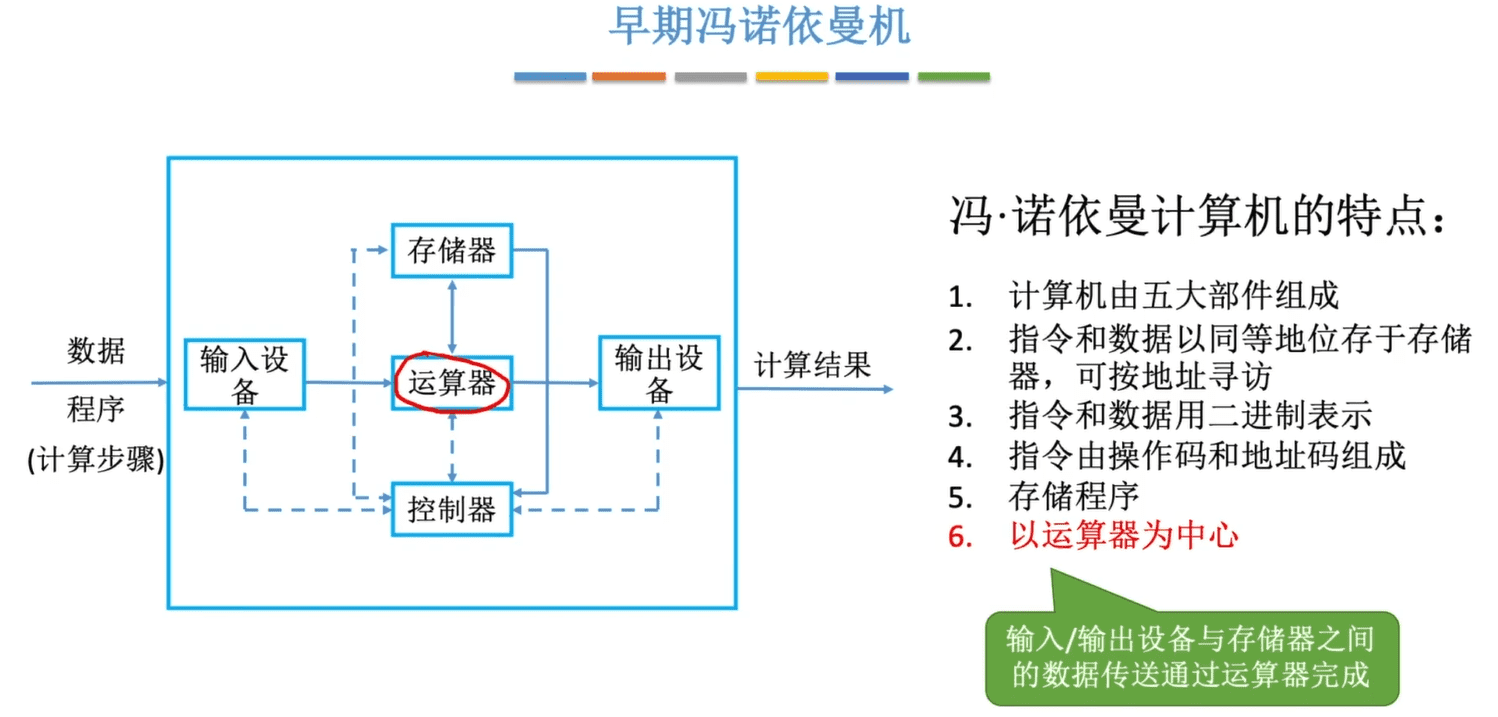 早期冯诺依曼机
存储器
数据
程序
(计算步骤)
输入设
备
运算器
输出设
备
计算结果
控制器
冯·诺依曼计算机的特点：
1. 计算机由五大部件组成
2. 指令和数据以同等地位存于存储
器，可按地址寻访
3. 指令和数据用二进制表示
4. 指令由操作码和地址码组成
5. 存储程序
6. 以运算器为中心
输入/输出设备与存储器之间
的数据传送通过运算器完成